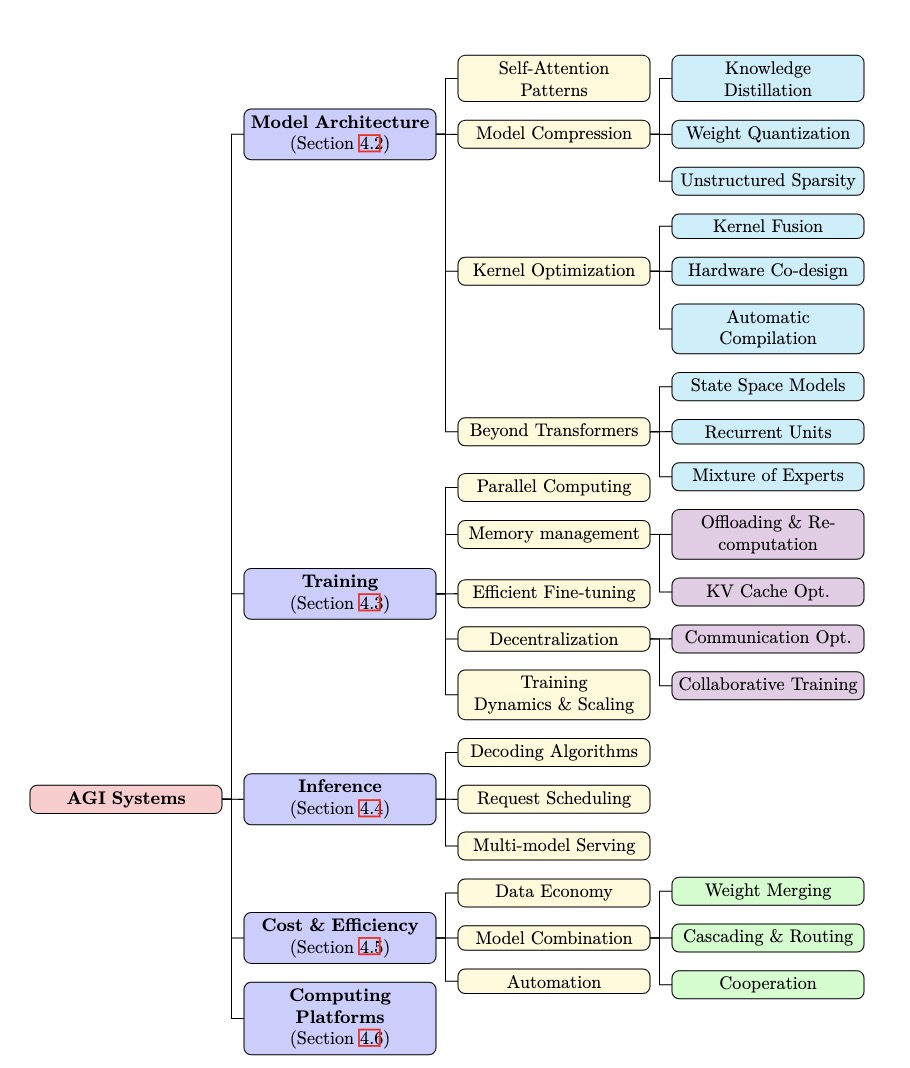 Self-Attention
Patterns
Knowledge
Distillation
Model Architecture
(Section 4.2)
Model Compression
Weight Quantization
Unstructured Sparsity
Kernel Fusion
Kernel Optimization
Hardware Co-design
Automatic
Compilation
State Space Models
Beyond Transformers
Recurrent Units
Mixture of Experts
Parallel Computing
Memory management
Offloading & Re-
computation
Training
(Section 4.3)
Efficient Fine-tuning
KV Cache Opt.
Decentralization
Communication Opt.
Collaborative Training
Training
Dynamics & Scaling
Decoding Algorithms
AGI Systems
Inference
(Section 4.4)
Request Scheduling
Multi-model Serving
Data Economy
Weight Merging
Cost & Efficiency
(Section 4.5)
Model Combination
Cascading & Routing
Automation
Cooperation
Computing
Platforms
(Section 4.6)